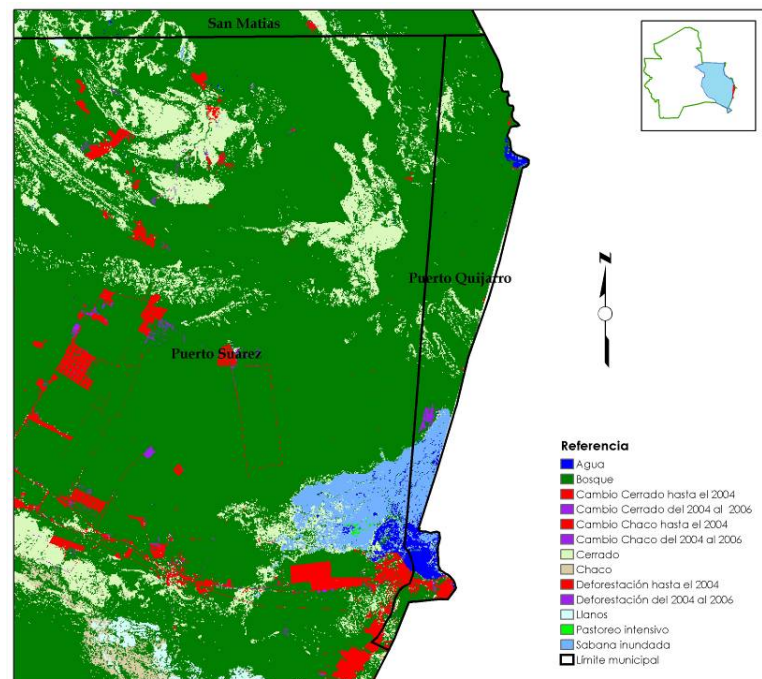 San Matías
Puerto Quijarro
Puerto Suárez
Referencia
Agua
Bosque
Cambio Cerrado hasta el 2004
Cambio Cerrado del 2004 al 2006
Cambio Chaco hasta el 2004
Cambio Chaco del 2004 al 2006
Cerrado
Chaco
Deforestación hasta el 2004
Deforestación del 2004 al 2006
Llanos
Pastoreo intensivo
Sabana inundada
Límite municipal